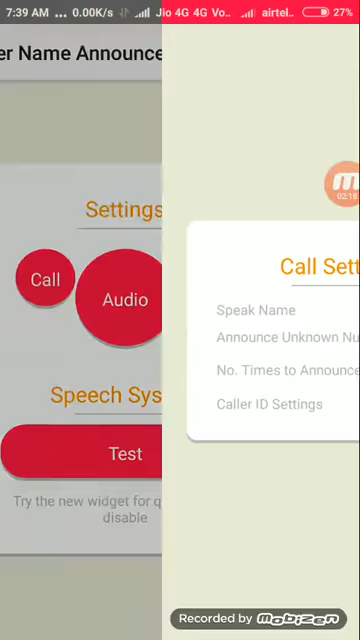 7:39 AM ... 0.00K/s Jio 4G 4G Vo... airtel.. 27%
er Name Announce
02:18
Settings
Call
Audio
Call Sett
Speak Name
Announce Unknown Nu
No. Times to Announce
Caller ID Settings
Speech Sys
Test
Try the new widget for q
disable
Recorded by Mobizen